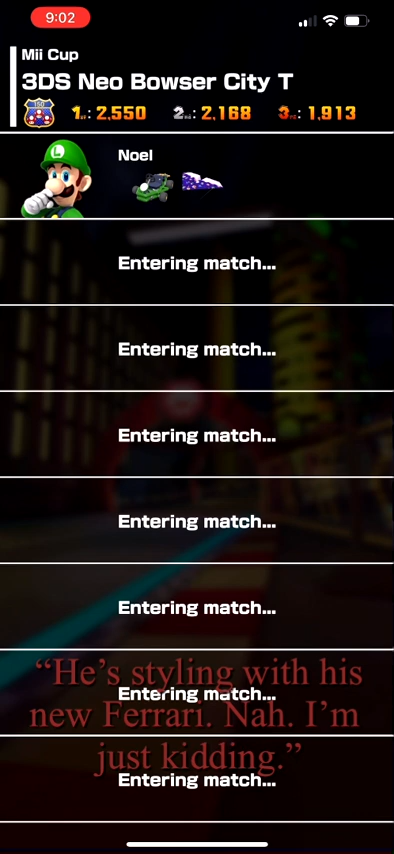 9:02
Mii Cup
3DS Neo Bowser City T
150
1st: 2,550 2nd: 2,168 3rd: 1,913
L
Noel
Entering match...
Entering match...
Entering match...
Entering match...
Entering match...
“He’s styling with his
Entering match...
new Ferrari. Nah. I’m
just kidding.”
Entering match...